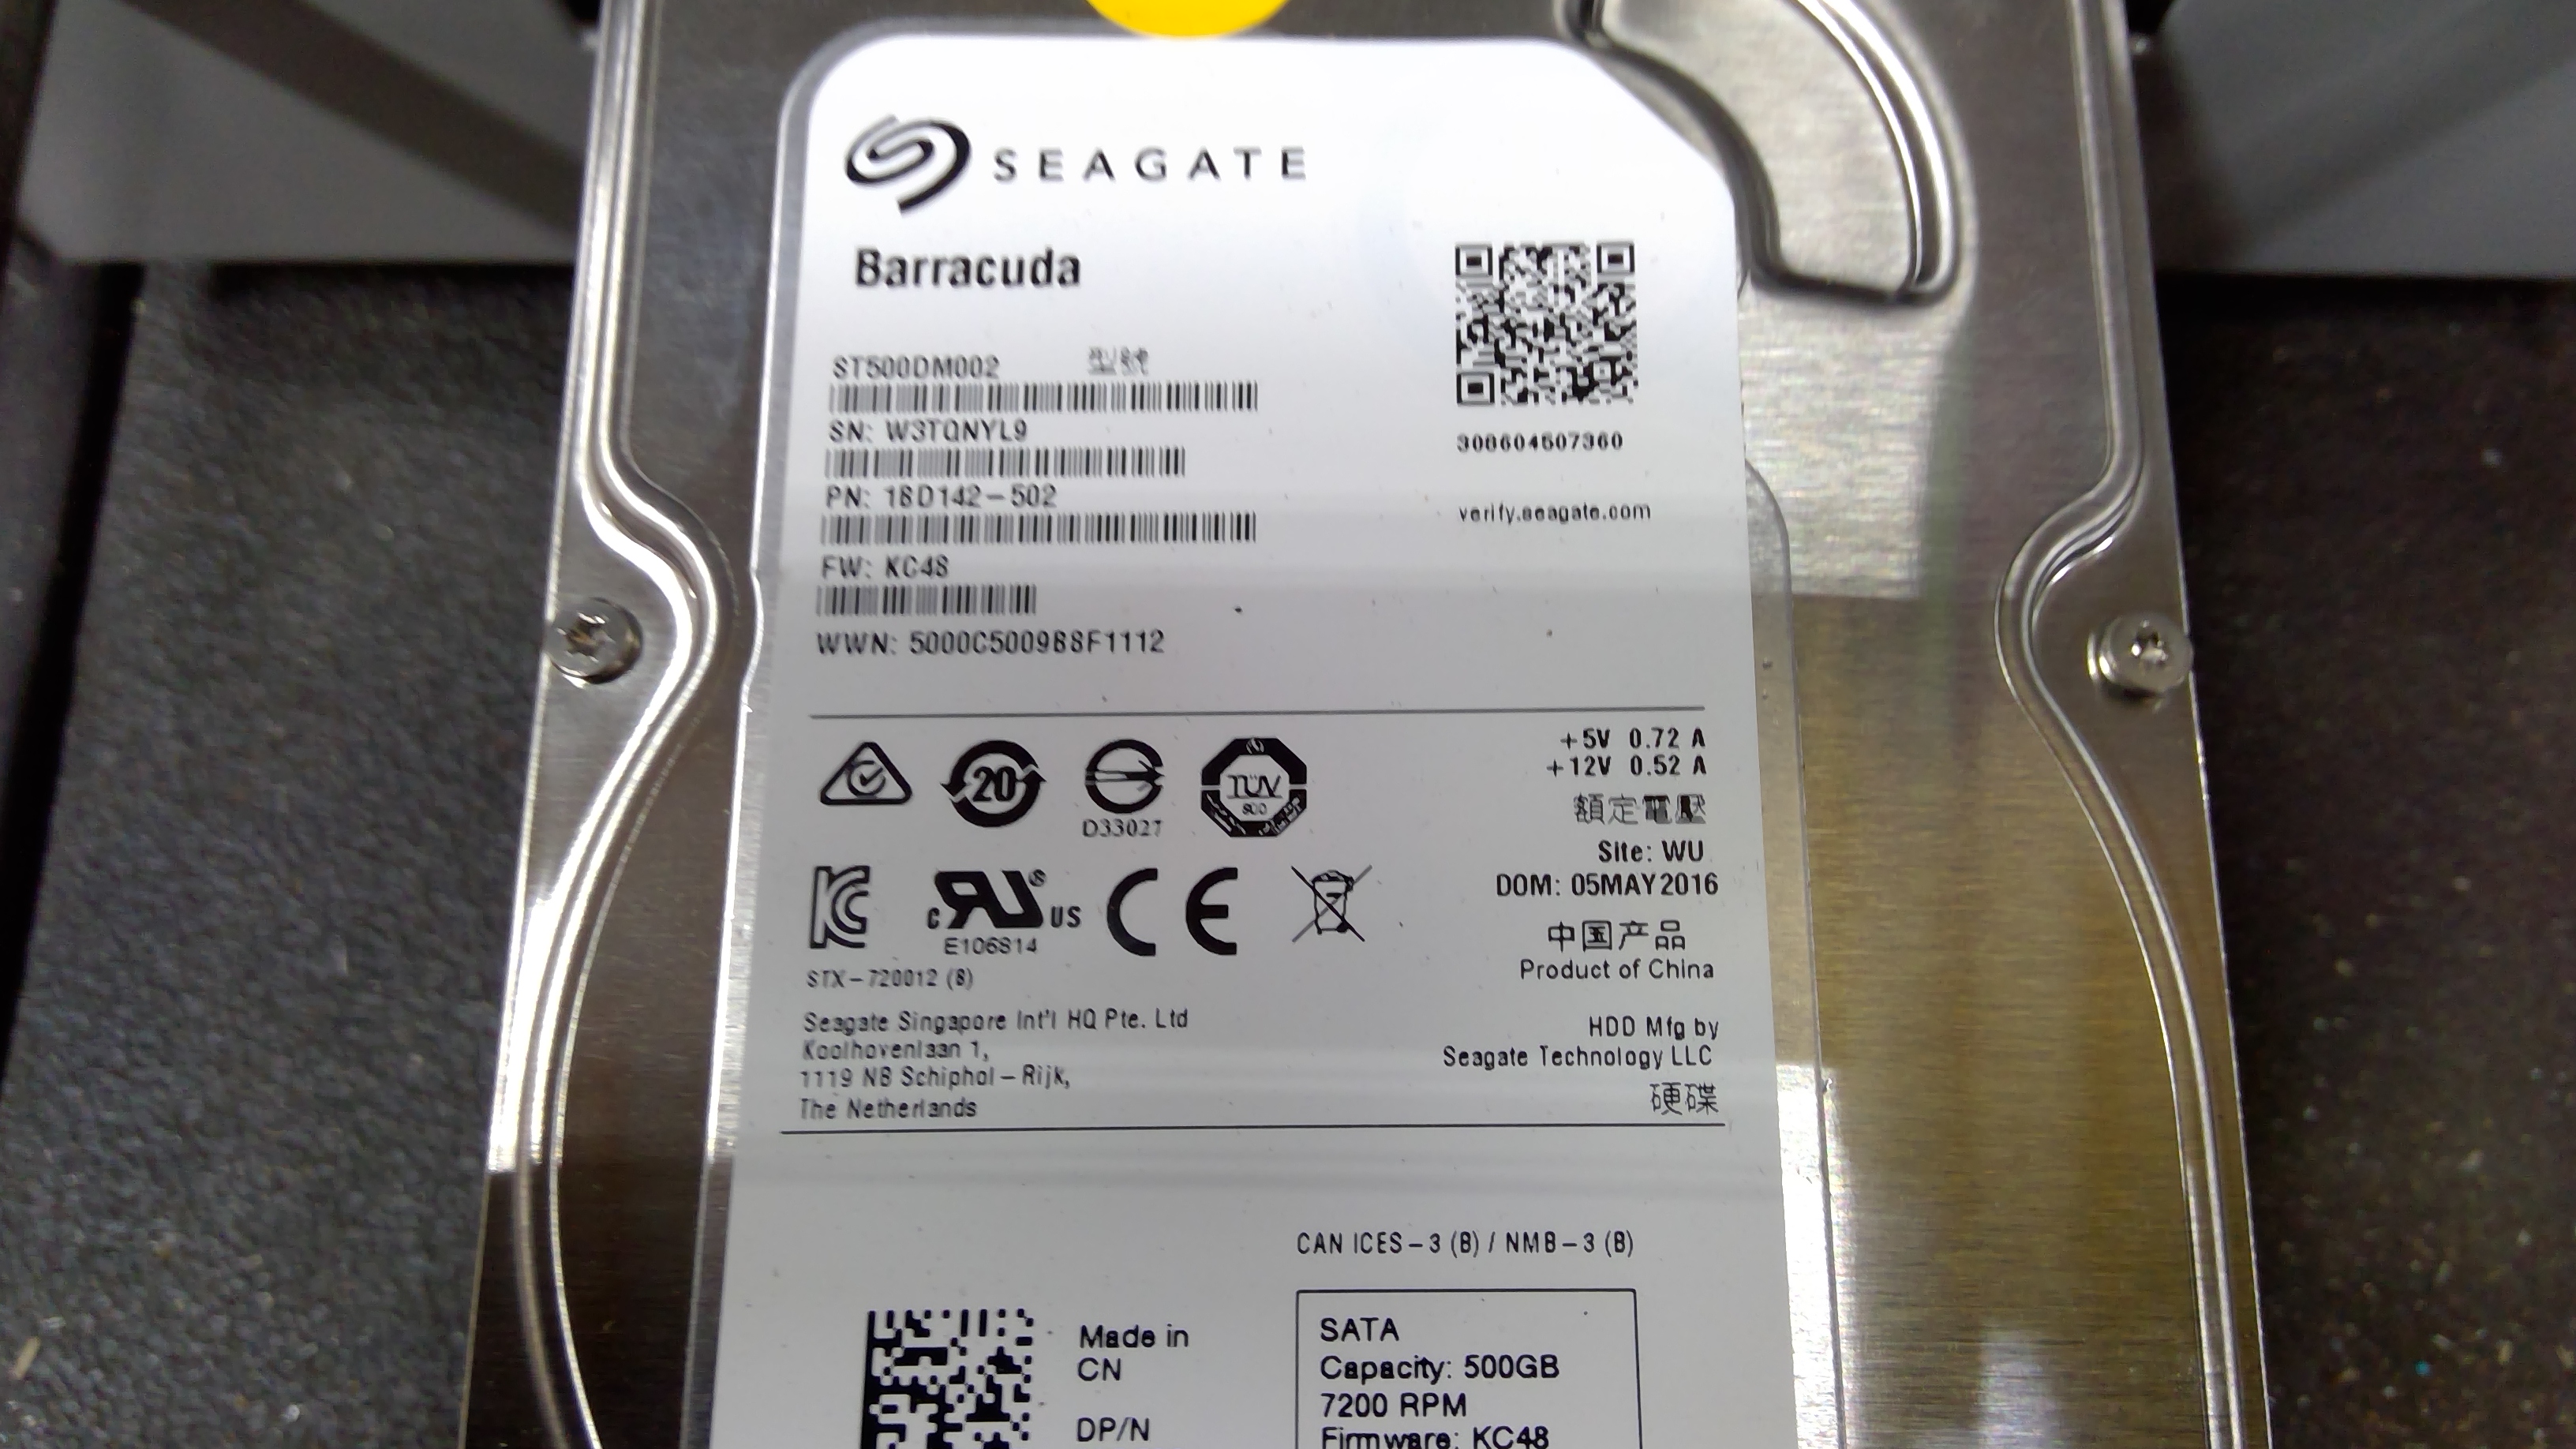 SEAGATE
Barracuda
ST500DM002 型號
SN: W3TQNYL9
PN: 1BD142-502
FW: KC48
WWN: 5000C5009B8F1112
308604507360
verify.seagate.com
+5V 0.72 A
+12V 0.52 A
額定電壓
Site: WU
DOM: 05MAY2016
中国产品
Product of China
HDD Mfg by
Seagate Technology LLC
硬碟
20
D33027
TÜV
SÜD
c RU ® US
E106814
CE
STX-720012 (B)
Seagate Singapore Int'l HQ Pte. Ltd
Koolhovenlaan 1,
1119 NB Schiphol-Rijk,
The Netherlands
CAN ICES-3 (B) / NMB-3 (B)
Made in
CN
DP/N
SATA
Capacity: 500GB
7200 RPM
Firmware: KC48